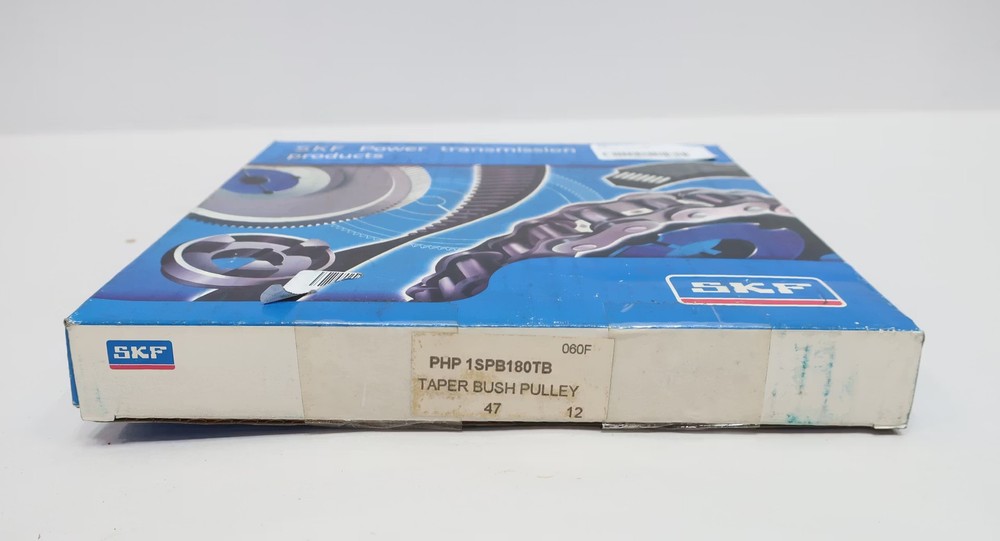 SKF Power transmission
products
SKF
SKF
060F
PHP 1SPB180TB
TAPER BUSH PULLEY
47 12